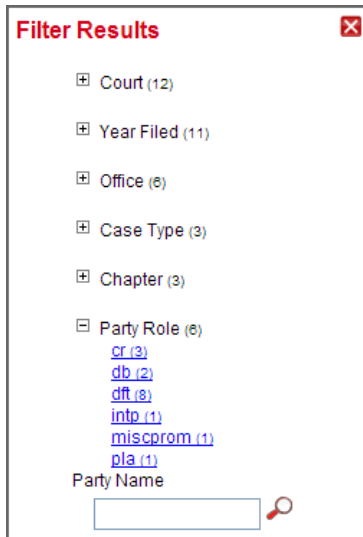 Filter Results
Court (12)
Year Filed (11)
Office (6)
Case Type (3)
Chapter (3)
Party Role (6)
cr (3)
db (2)
dft (8)
intp (1)
miscprom (1)
pla (1)
Party Name